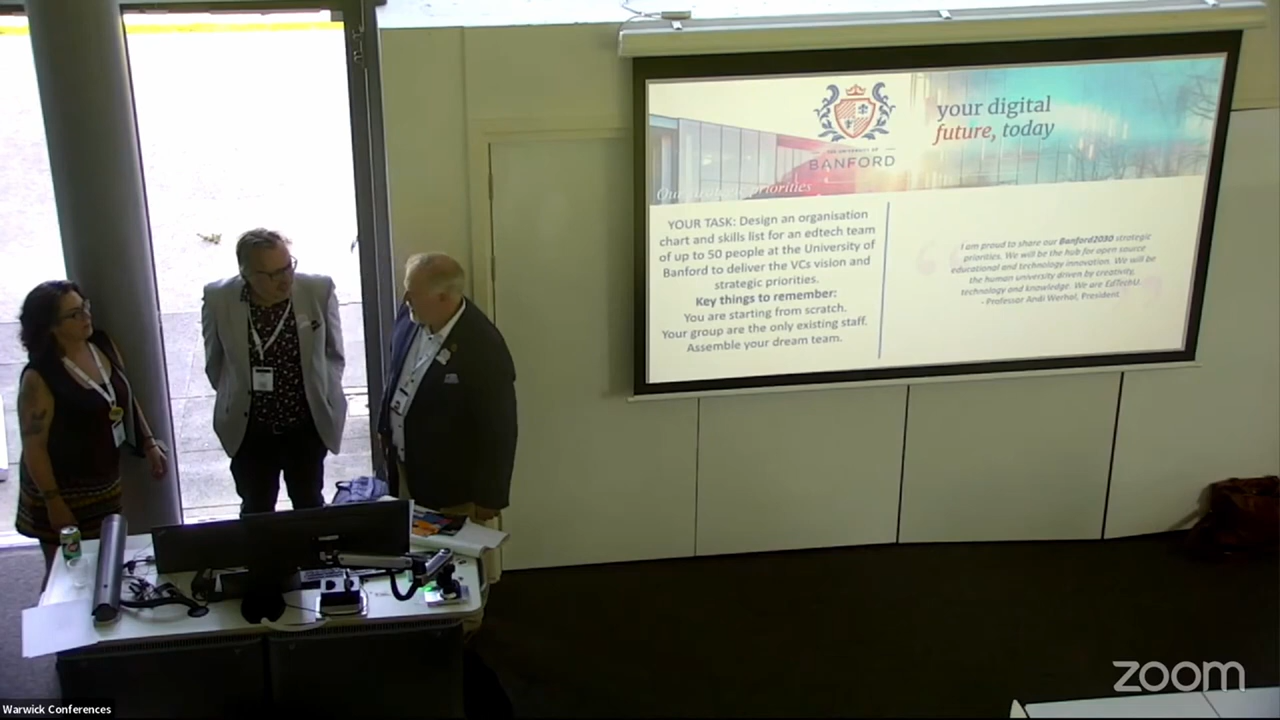 THE UNIVERSITY OF
BANFORD
your digital
future, today
Our strategic priorities
YOUR TASK: Design an organisation
chart and skills list for an edtech team
of up to 50 people at the University of
Banford to deliver the VCs vision and
strategic priorities.
Key things to remember:
You are starting from scratch.
Your group are the only existing staff.
Assemble your dream team.
I am proud to share our Banford2030 strategic
priorities. We will be the hub for open source
educational and technology innovation. We will be
the human university driven by creativity,
technology and knowledge. We are EdTechU.
- Professor Andi Werhol, President.
zoom
Warwick Conferences